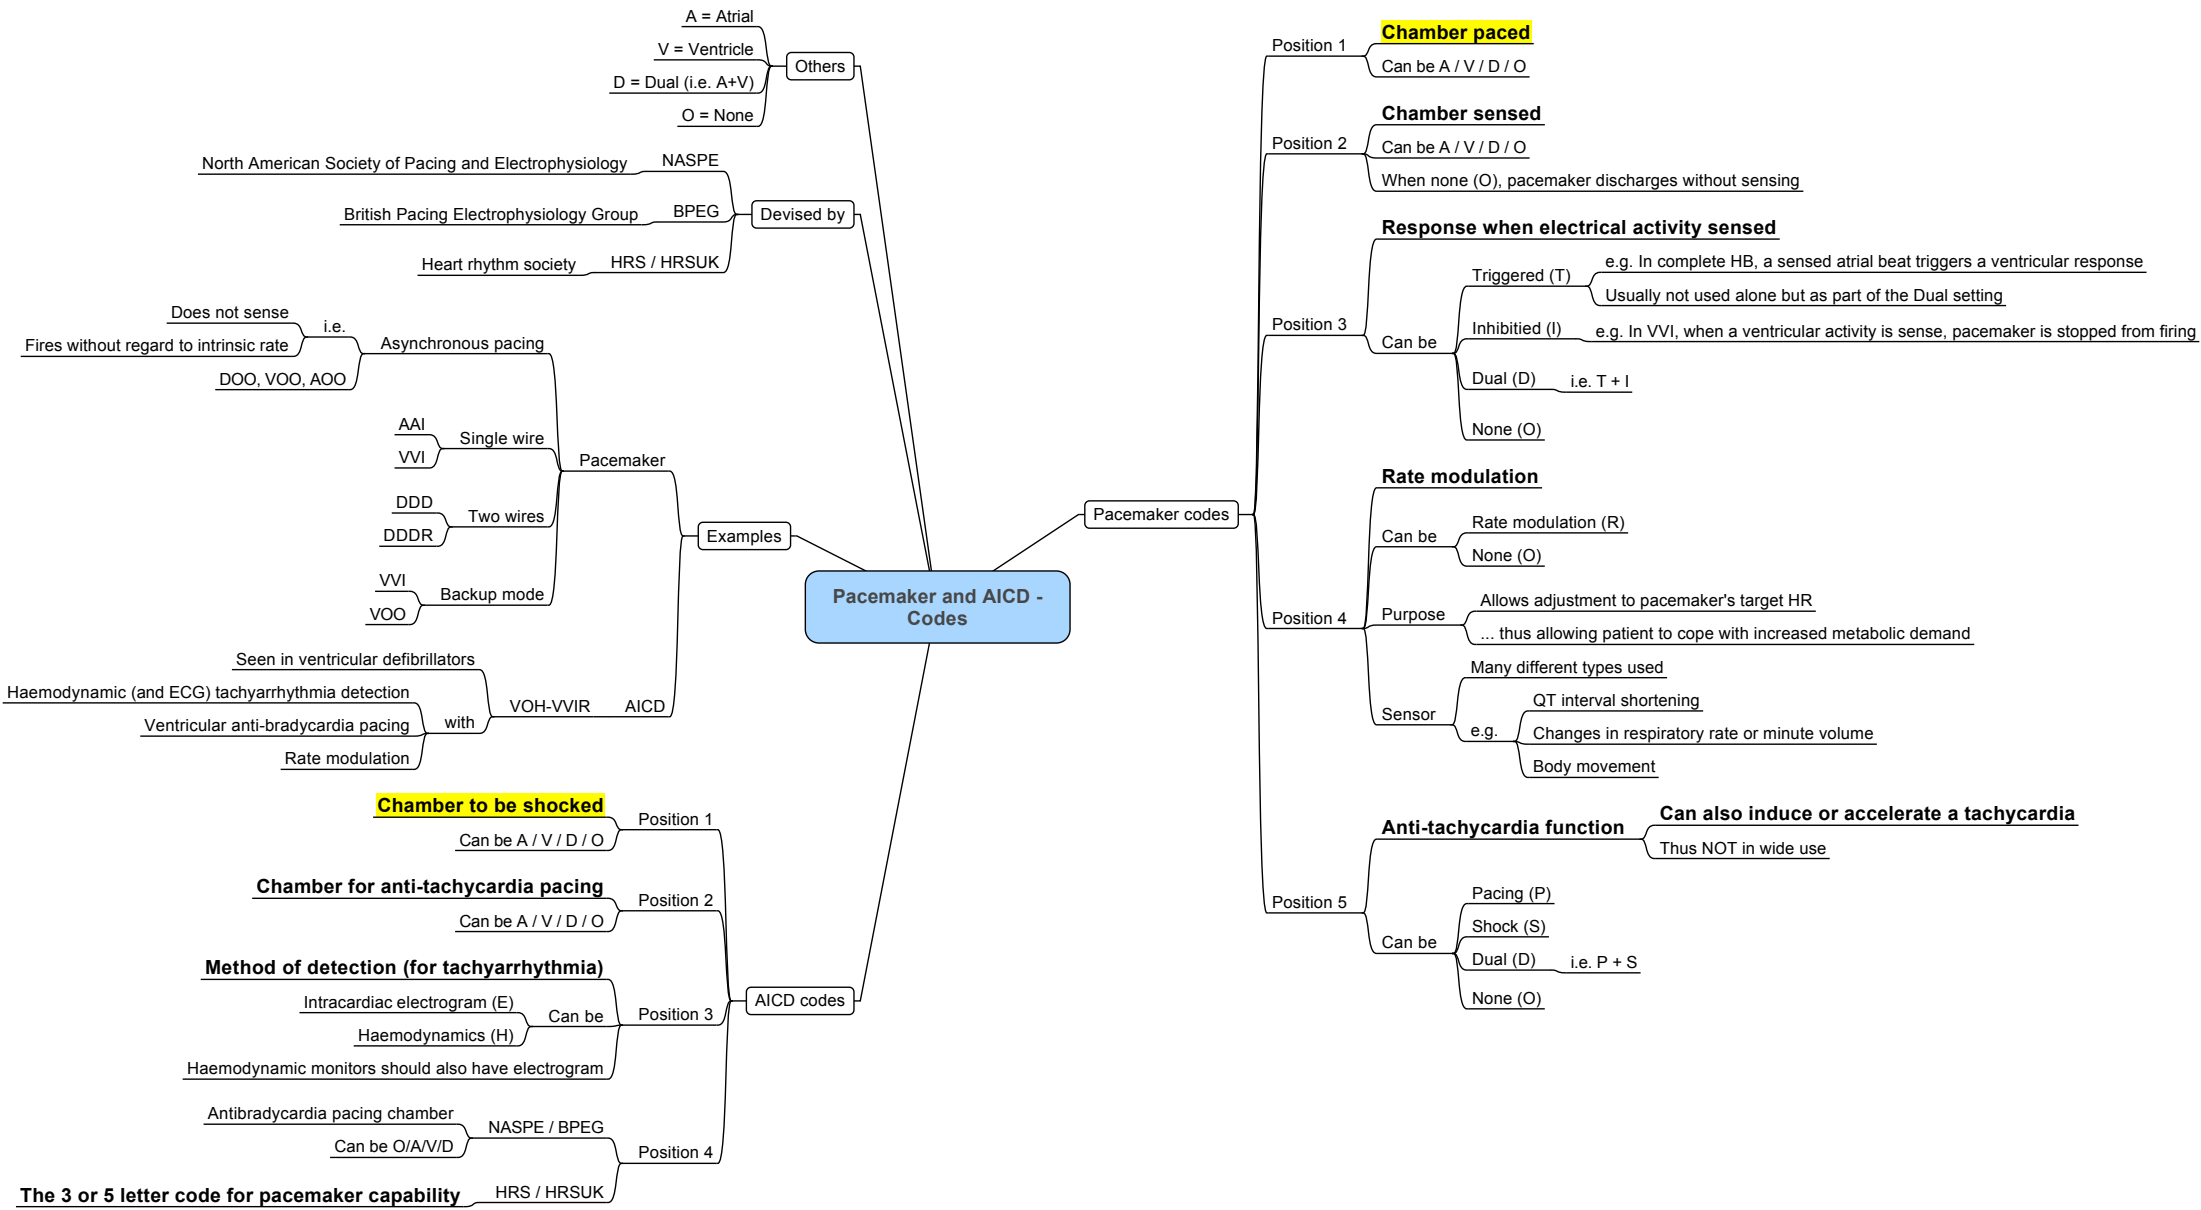 Pacemaker and AICD -
Codes
Others
A = Atrial
V = Ventricle
D = Dual (i.e. A+V)
O = None
Devised by
NASPE
North American Society of Pacing and Electrophysiology
BPEG
British Pacing Electrophysiology Group
HRS / HRSUK
Heart rhythm society
Examples
Pacemaker
Asynchronous pacing
i.e.
Does not sense
Fires without regard to intrinsic rate
DOO, VOO, AOO
Single wire
AAI
VVI
Two wires
DDD
DDDR
Backup mode
VVI
VOO
AICD
VOH-VVIR
Seen in ventricular defibrillators
with
Haemodynamic (and ECG) tachyarrhythmia detection
Ventricular anti-bradycardia pacing
Rate modulation
AICD codes
Position 1
Chamber to be shocked
Can be A / V / D / O
Position 2
Chamber for anti-tachycardia pacing
Can be A / V / D / O
Position 3
Method of detection (for tachyarrhythmia)
Can be
Intracardiac electrogram (E)
Haemodynamics (H)
Haemodynamic monitors should also have electrogram
Position 4
NASPE / BPEG
Antibradycardia pacing chamber
Can be O/A/V/D
HRS / HRSUK
The 3 or 5 letter code for pacemaker capability
Pacemaker codes
Position 1
Chamber paced
Can be A / V / D / O
Position 2
Chamber sensed
Can be A / V / D / O
When none (O), pacemaker discharges without sensing
Position 3
Response when electrical activity sensed
Can be
Triggered (T)
e.g. In complete HB, a sensed atrial beat triggers a ventricular response
Usually not used alone but as part of the Dual setting
Inhibitied (I)
e.g. In VVI, when a ventricular activity is sense, pacemaker is stopped from firing
Dual (D)
i.e. T + I
None (O)
Position 4
Rate modulation
Can be
Rate modulation (R)
None (O)
Purpose
Allows adjustment to pacemaker's target HR
... thus allowing patient to cope with increased metabolic demand
Sensor
Many different types used
e.g.
QT interval shortening
Changes in respiratory rate or minute volume
Body movement
Position 5
Anti-tachycardia function
Can also induce or accelerate a tachycardia
Thus NOT in wide use
Can be
Pacing (P)
Shock (S)
Dual (D)
i.e. P + S
None (O)